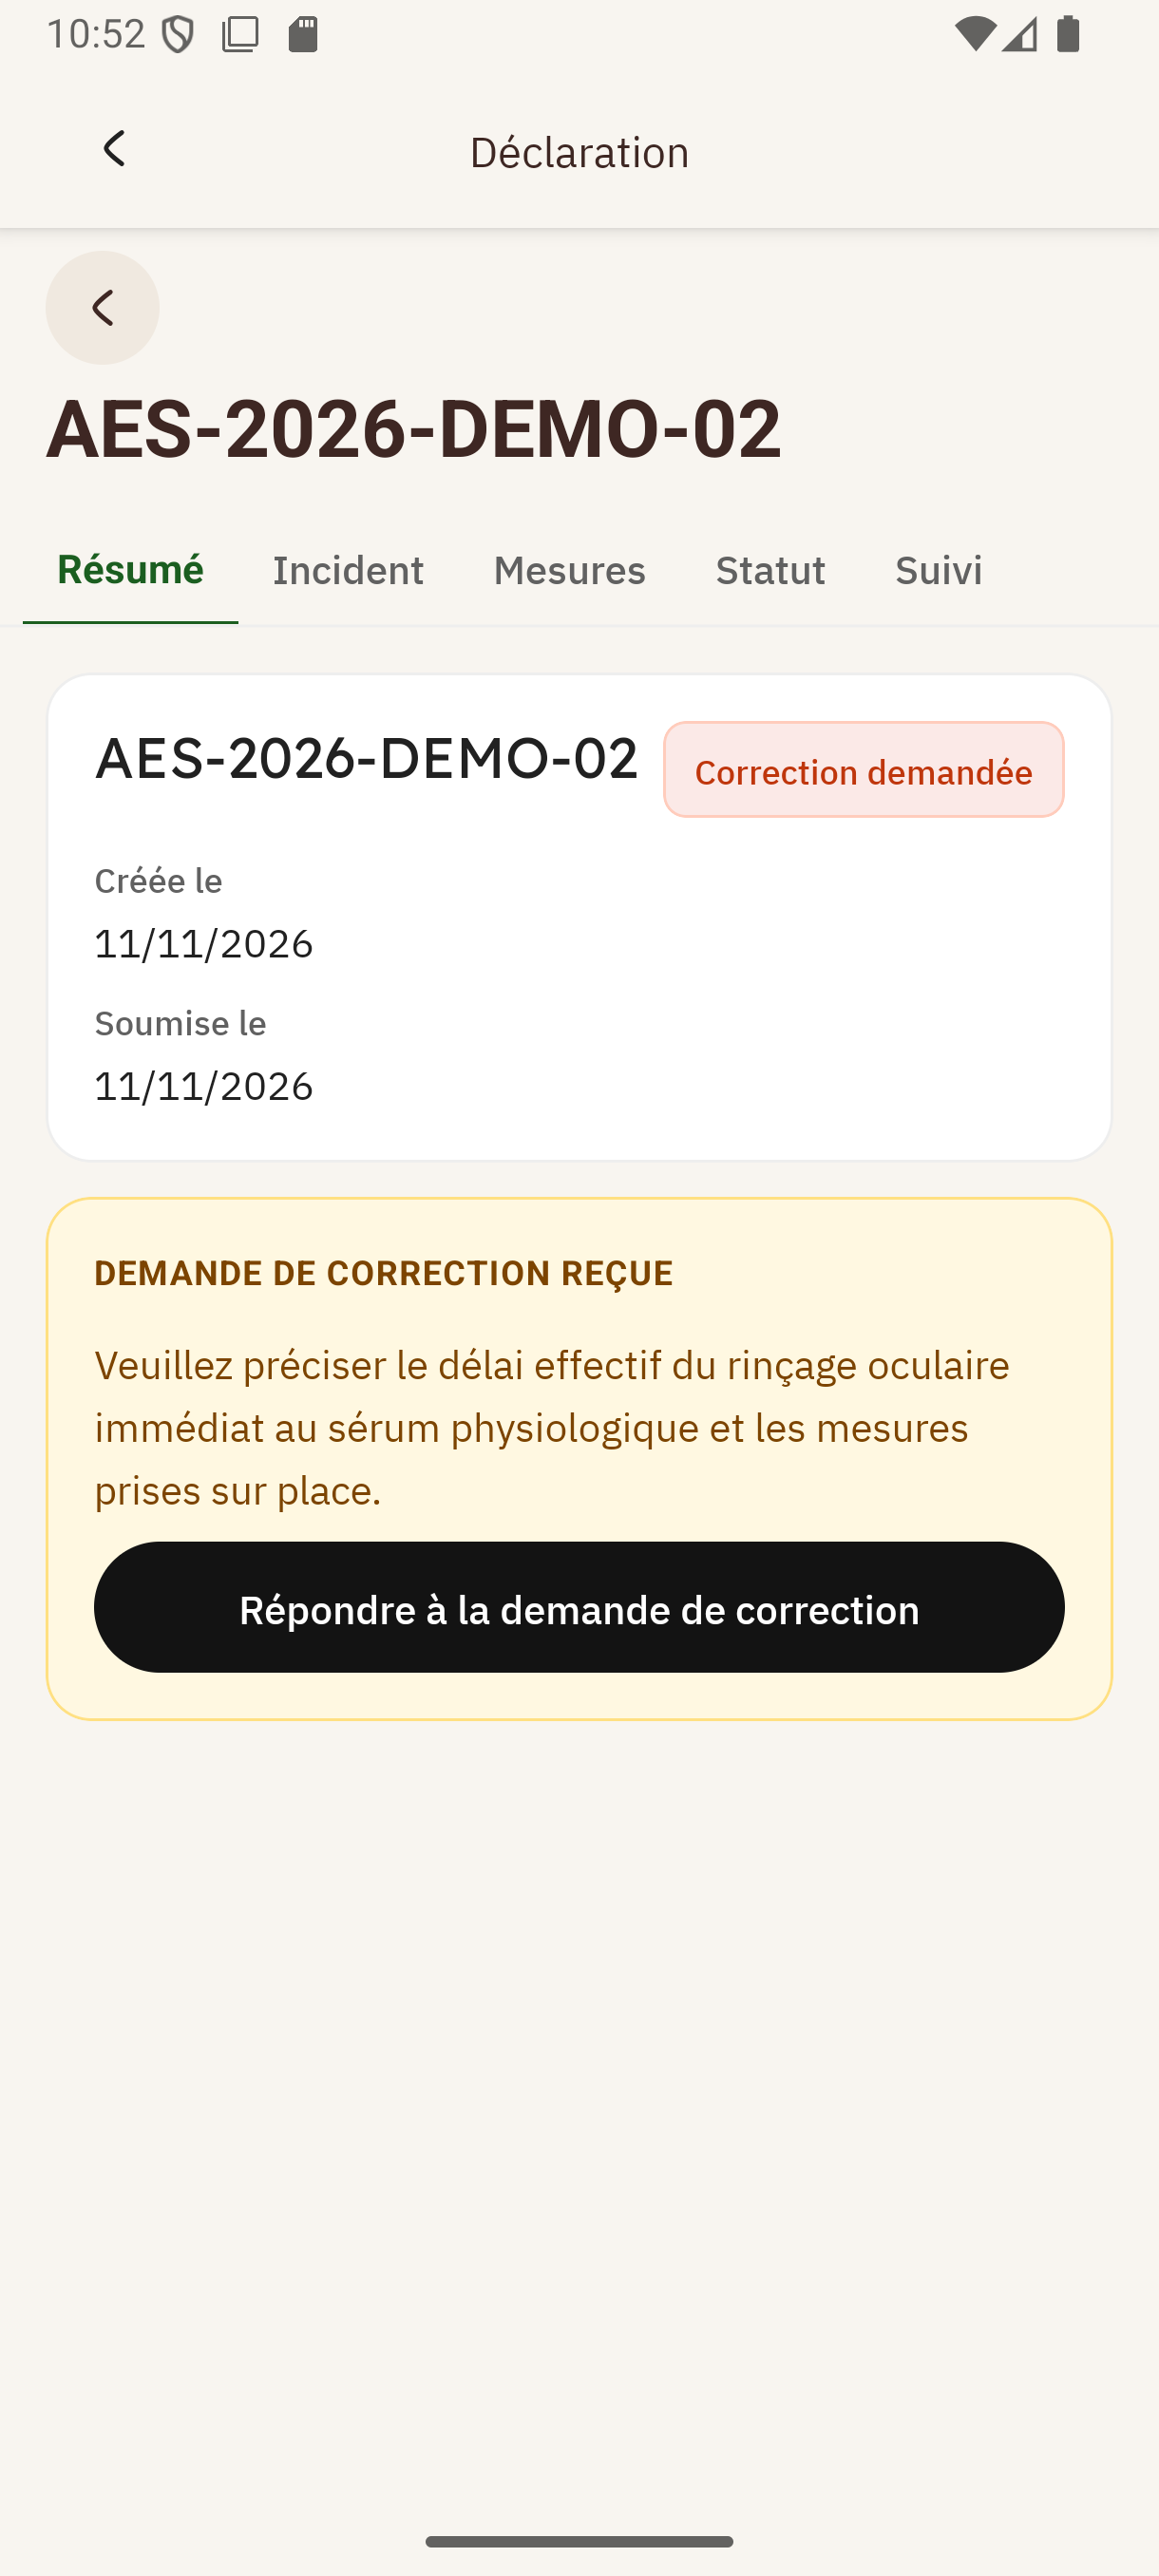 10:52
Déclaration
AES-2026-DEMO-02
Résumé Incident Mesures Statut Suivi
AES-2026-DEMO-02 Correction demandée
Créée le
11/11/2026
Soumise le
11/11/2026
DEMANDE DE CORRECTION REÇUE
Veuillez préciser le délai effectif du rinçage oculaire
immédiat au sérum physiologique et les mesures
prises sur place.
Répondre à la demande de correction